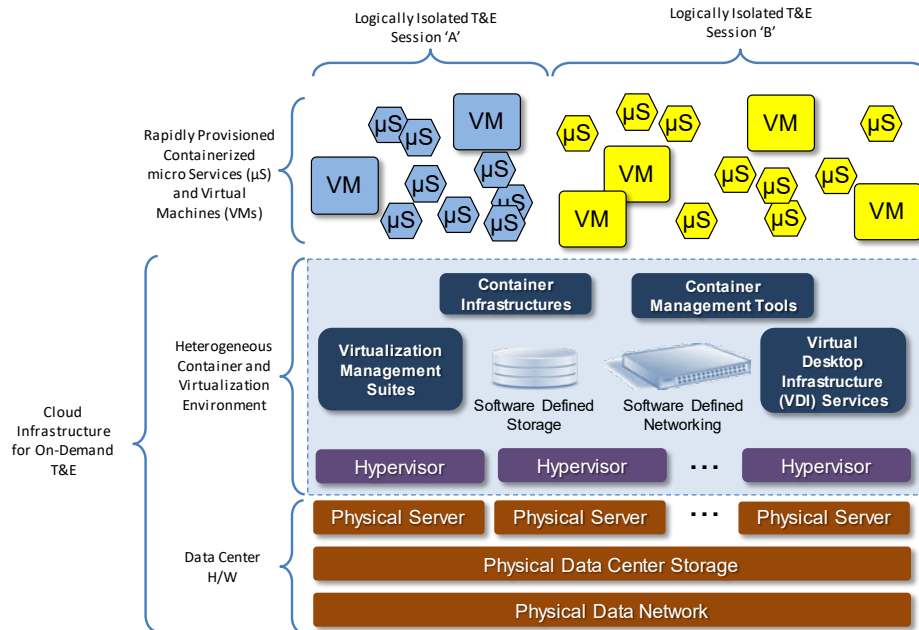 Logically Isolated T&E
Session ‘A’
Logically Isolated T&E
Session ‘B’
Rapidly Provisioned
Containerized
micro Services (µS)
and Virtual
Machines (VMs)
µS
µS
VM
µS
VM
µS
µS
µS
µS
µS
µS
µS
µS
VM
µS
VM
VM
µS
µS
µS
µS
µS
VM
Cloud
Infrastructure
for On-Demand
T&E
Heterogeneous
Container and
Virtualization
Environment
Container
Infrastructures
Container
Management Tools
Virtualization
Management
Suites
Software Defined
Storage
Software Defined
Networking
Virtual
Desktop
Infrastructure
(VDI) Services
Hypervisor
Hypervisor
...
Hypervisor
Data Center
H/W
Physical Server
Physical Server
...
Physical Server
Physical Data Center Storage
Physical Data Network